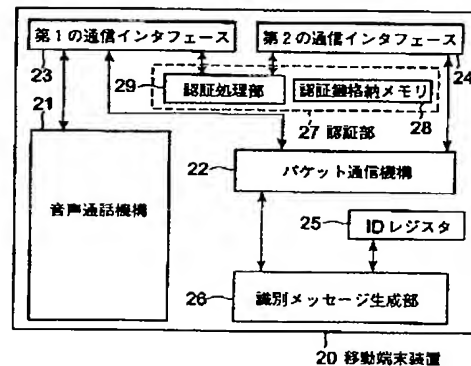 第1の通信インタフェース
第2の通信インタフェース
23
24
29
認証処理部
認証鍵格納メモリ
28
27 認証部
21
音声通話機構
22
パケット通信機構
25
IDレジスタ
26
識別メッセージ生成部
20 移動端末装置